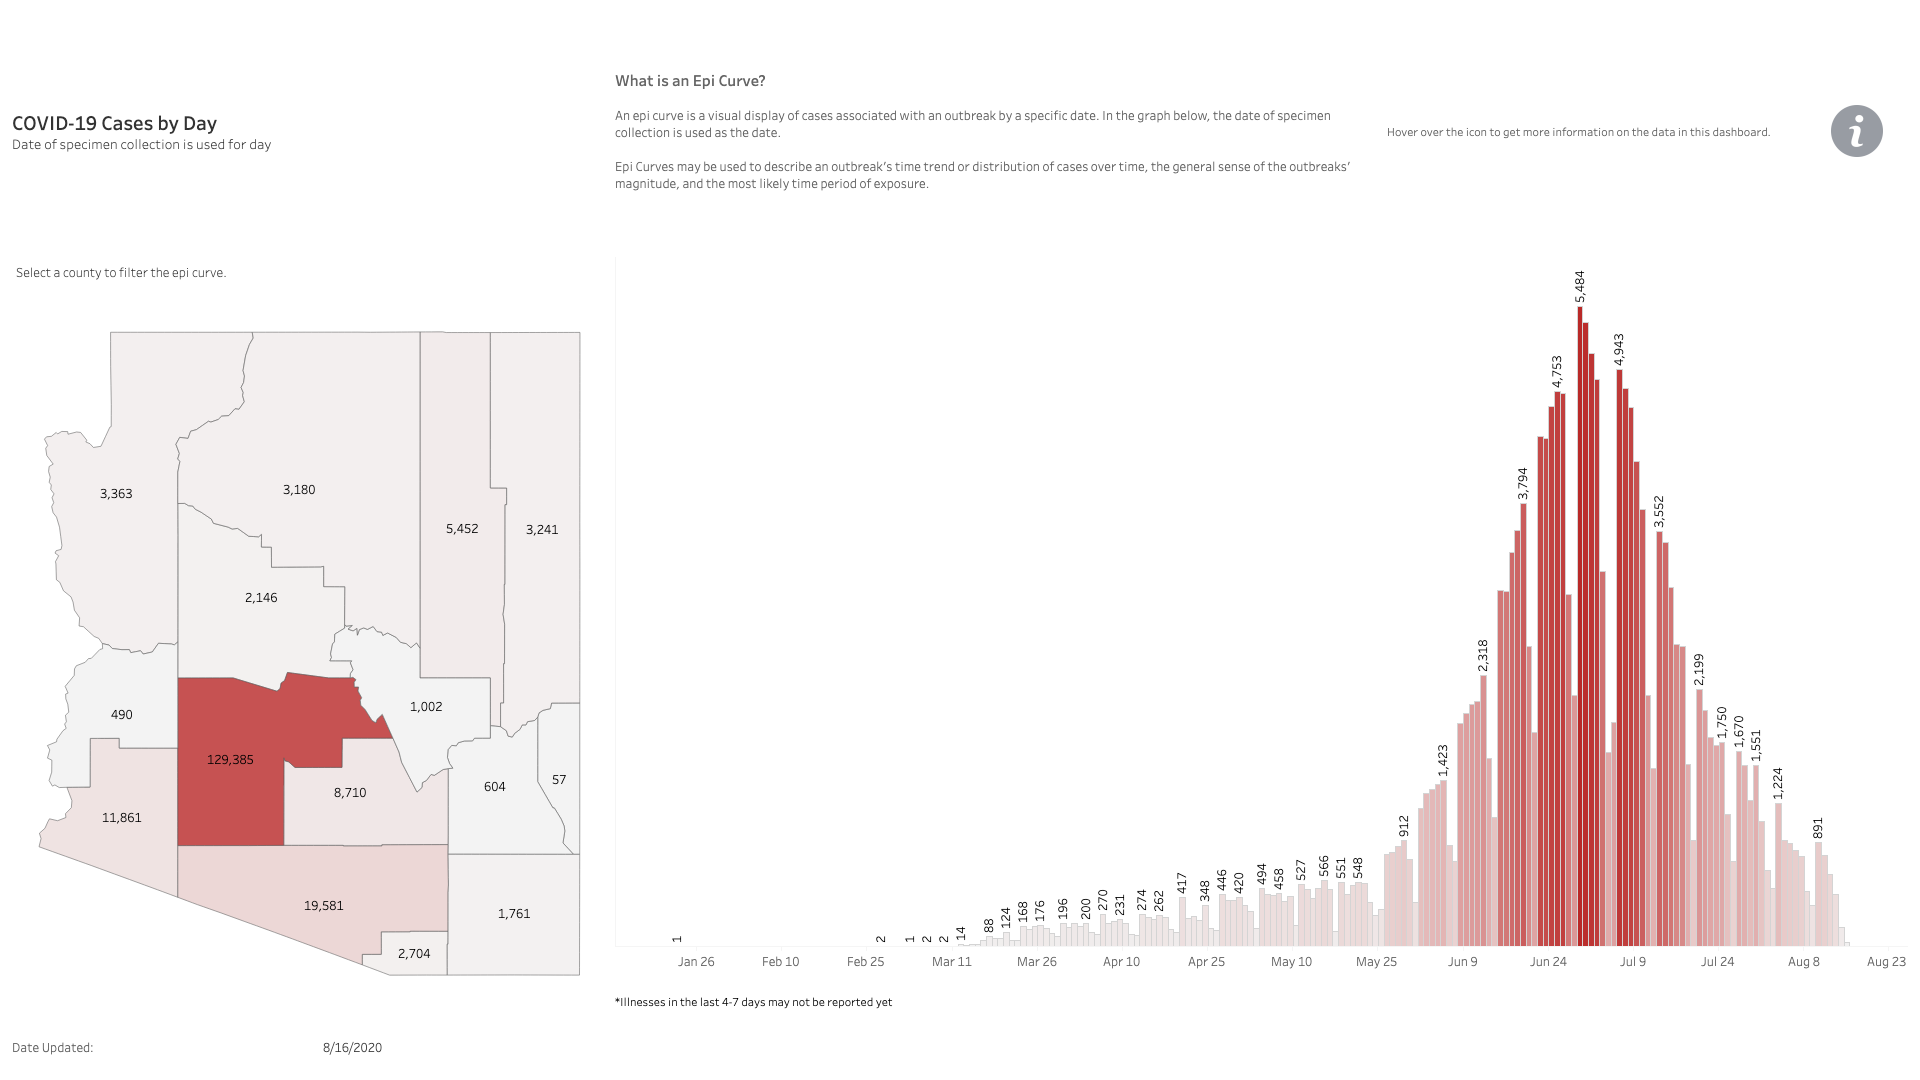 What is an Epi Curve?
COVID-19 Cases by Day
Date of specimen collection is used for day
An epi curve is a visual display of cases associated with an outbreak by a specific date. In the graph below, the date of specimen
collection is used as the date.
Epi Curves may be used to describe an outbreak's time trend or distribution of cases over time, the general sense of the outbreaks'
magnitude, and the most likely time period of exposure.
Hover over the icon to get more information on the data in this dashboard.
i
Select a county to filter the epi curve.
3,363
3,180
5,452
3,241
2,146
490
1,002
129,385
604
57
8,710
11,861
19,581
1,761
2,704
1
2
1
2
2
14
88
124
168
176
196
200
270
231
274
262
417
348
446
420
494
458
527
566
551
548
912
1,423
2,318
3,794
4,753
5,484
4,943
3,552
2,199
1,750
1,670
1,551
1,224
891
Jan 26
Feb 10
Feb 25
Mar 11
Mar 26
Apr 10
Apr 25
May 10
May 25
Jun 9
Jun 24
Jul 9
Jul 24
Aug 8
Aug 23
*Illnesses in the last 4-7 days may not be reported yet
Date Updated:
8/16/2020